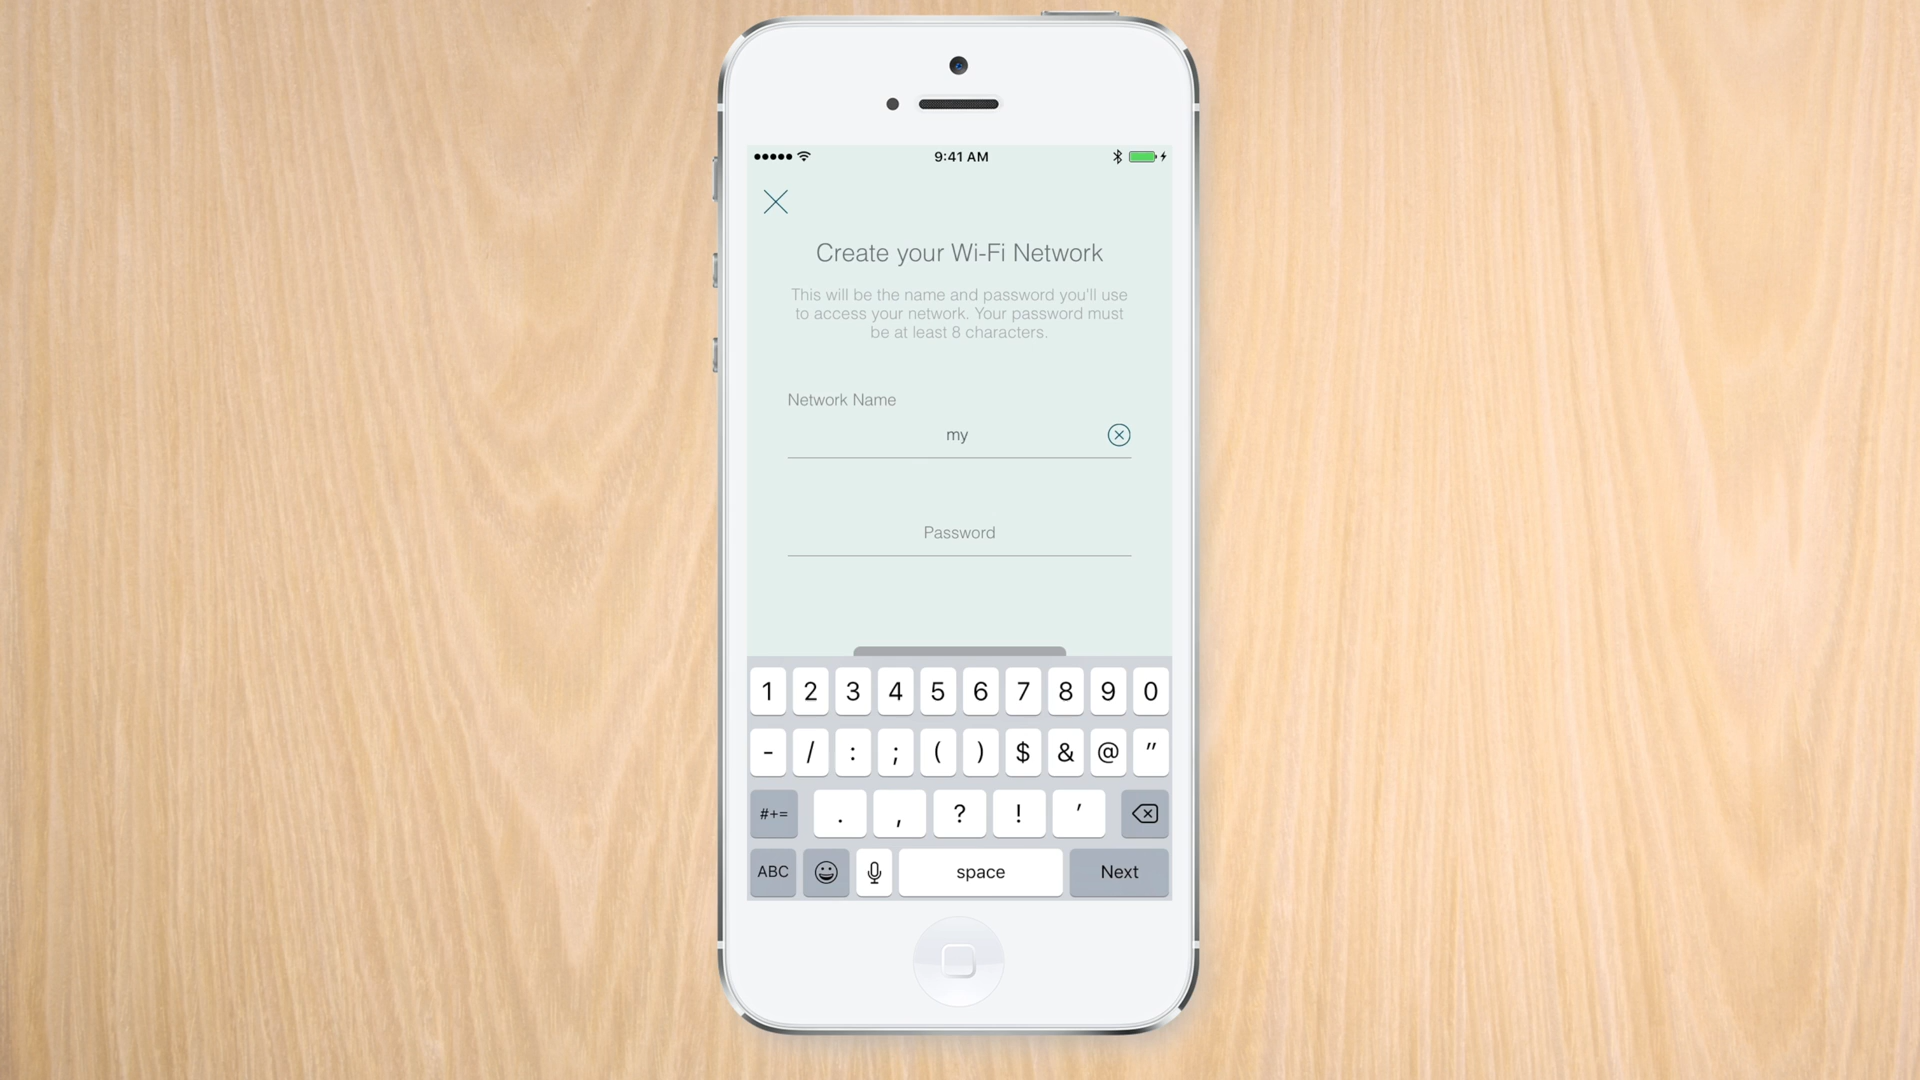 9:41 AM
Create your Wi-Fi Network
This will be the name and password you'll use
to access your network. Your password must
be at least 8 characters.
Network Name
my
Password
1 2 3 4 5 6 7 8 9 0
- / : ; ( ) $ & @ "
#+= . , ? ! '
ABC space Next